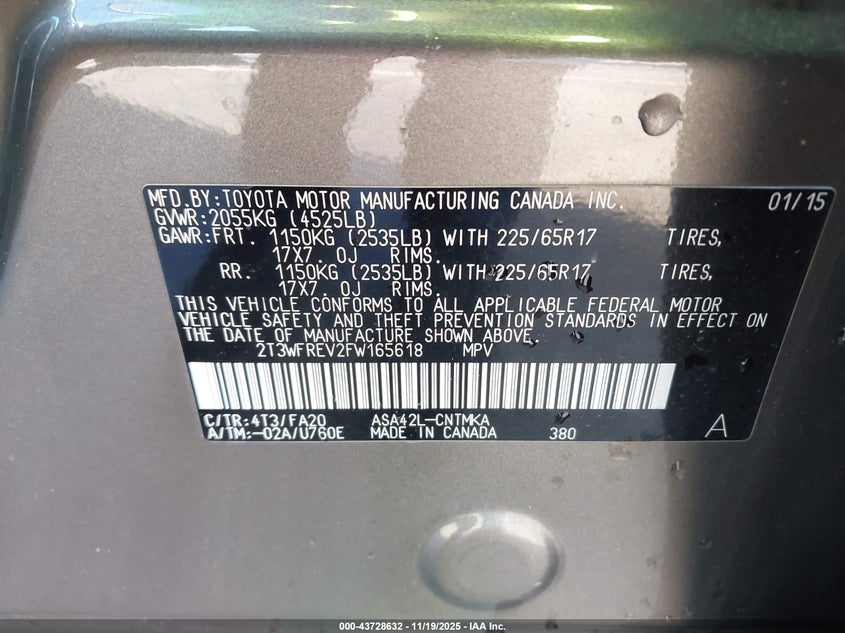 MFD.BY:TOYOTA MOTOR MANUFACTURING CANADA INC. 01/15
GVWR:2055KG (4525LB)
GAWR:FRT. 1150KG (2535LB) WITH 225/65R17 TIRES,
17X7.0J RIMS.
RR. 1150KG (2535LB) WITH 225/65R17 TIRES,
17X7.0J RIMS.
THIS VEHICLE CONFORMS TO ALL APPLICABLE FEDERAL MOTOR
VEHICLE SAFETY AND THEFT PREVENTION STANDARDS IN EFFECT ON
THE DATE OF MANUFACTURE SHOWN ABOVE.
2T3WFREV2FW165618 MPV
C/TR:4T3/FA20 ASA42L-CNTMKA
A/TM:-02A/U760E MADE IN CANADA 380 A
000-43728632 - 11/19/2025 - IAA Inc.